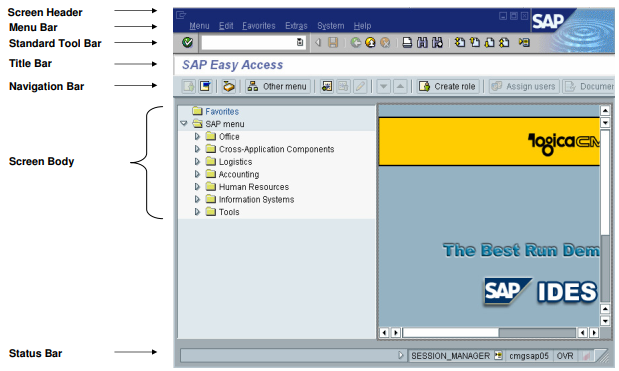 Screen Header
Menu Bar
Menu Edit Favorites Extras System Help
SAP
Standard Tool Bar
Title Bar
SAP Easy Access
Navigation Bar
Other menu Create role Assign users Documen
Favorites
SAP menu
Office
Cross-Application Components
Logistics
Accounting
Human Resources
Information Systems
Tools
Screen Body
logicaCM
The Best Run Dem
SAP IDES
Status Bar
SESSION_MANAGER cmgsap05 OVR